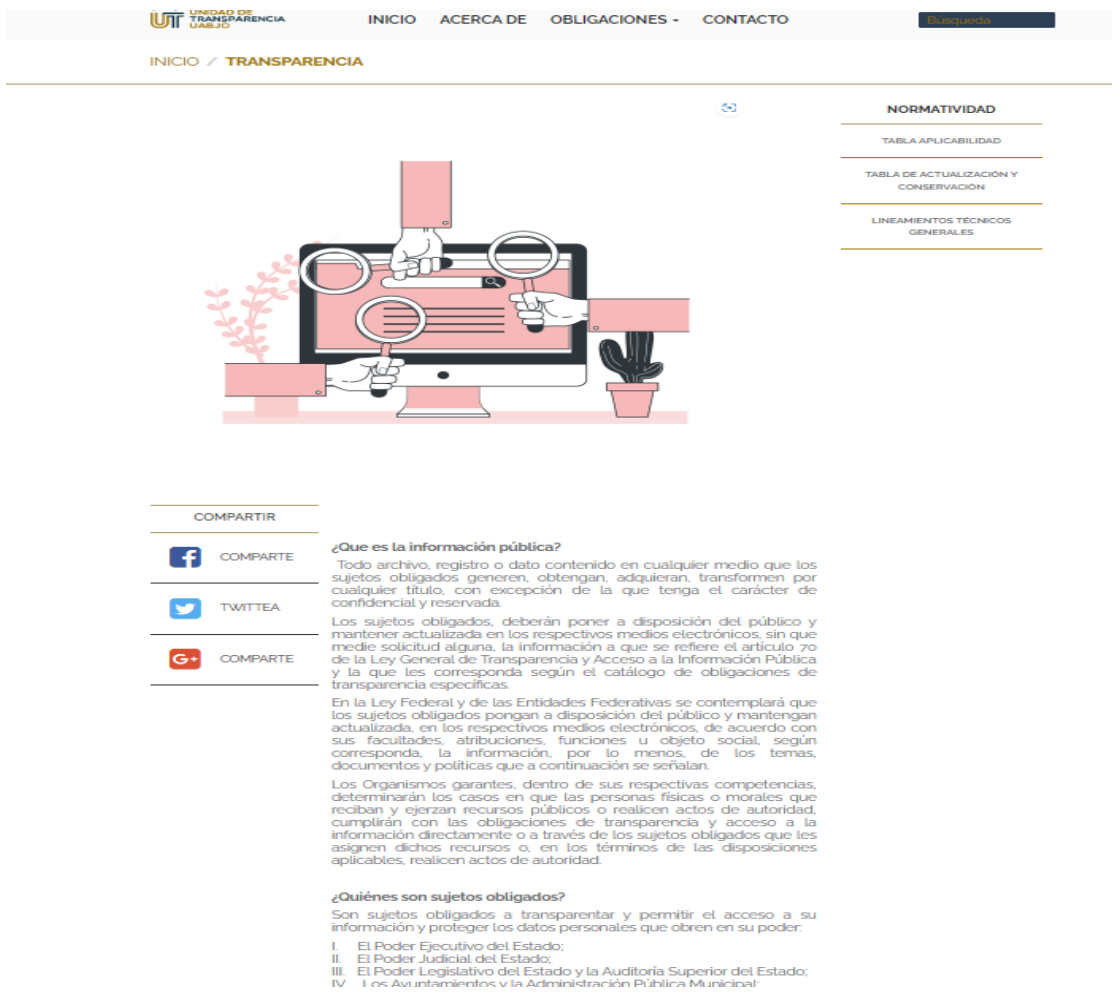 UT UNIDAD DE
TRANSPARENCIA
UABJO
INICIO ACERCA DE OBLIGACIONES CONTACTO
Búsqueda
INICIO / TRANSPARENCIA
NORMATIVIDAD
TABLA APLICABILIDAD
TABLA DE ACTUALIZACIÓN Y
CONSERVACIÓN
LINEAMIENTOS TÉCNICOS
GENERALES
COMPARTIR
COMPARTE
TWITTEA
G+ COMPARTE
¿Que es la información pública?
Todo archivo, registro o dato contenido en cualquier medio que los
sujetos obligados generen, obtengan, adquieran, transformen por
cualquier título, con excepción de la que tenga el carácter de
confidencial y reservada.
Los sujetos obligados, deberán poner a disposición del público y
mantener actualizada en los respectivos medios electrónicos, sin que
medie solicitud alguna, la información a que se refiere el artículo 70
de la Ley General de Transparencia y Acceso a la Información Pública
y la que les corresponda según el catálogo de obligaciones de
transparencia específicas.
En la Ley Federal y de las Entidades Federativas se contemplará que
los sujetos obligados pongan a disposición del público y mantengan
actualizada, en los respectivos medios electrónicos, de acuerdo con
sus facultades, atribuciones, funciones u objeto social, según
corresponda, la información, por lo menos, de los temas,
documentos y políticas que a continuación se señalan.
Los Organismos garantes, dentro de sus respectivas competencias,
determinarán los casos en que las personas físicas o morales que
reciban y ejerzan recursos públicos o realicen actos de autoridad,
cumplirán con las obligaciones de transparencia y acceso a la
información directamente o a través de los sujetos obligados que les
asignen dichos recursos o, en los términos de las disposiciones
aplicables, realicen actos de autoridad.
¿Quiénes son sujetos obligados?
Son sujetos obligados a transparentar y permitir el acceso a su
información y proteger los datos personales que obren en su poder:
I. El Poder Ejecutivo del Estado;
II. El Poder Judicial del Estado;
III. El Poder Legislativo del Estado y la Auditoría Superior del Estado;
IV. Los Ayuntamientos y la Administración Pública Municipal;